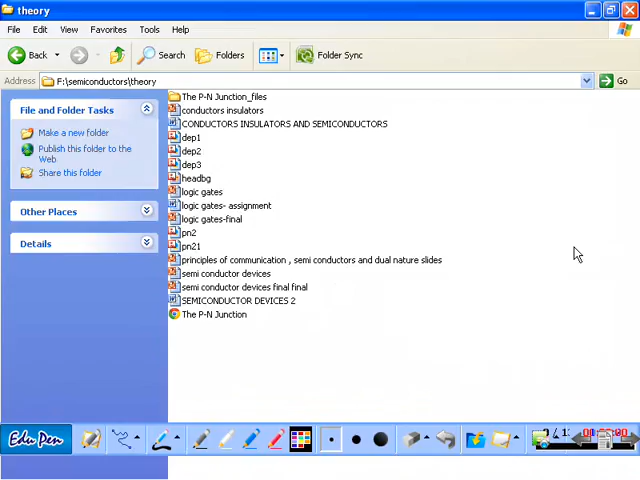 theory
File Edit View Favorites Tools Help
Back Search Folders Folder Sync
Address F:\semiconductors\theory Go
File and Folder Tasks
Make a new folder
Publish this folder to the
Web
Share this folder
Other Places
Details
The P-N Junction_files
conductors insulators
CONDUCTORS INSULATORS AND SEMICONDUCTORS
dep1
dep2
dep3
headbg
logic gates
logic gates- assignment
logic gates-final
pn2
pn21
principles of communication , semi conductors and dual nature slides
semi conductor devices
semi conductor devices final final
SEMICONDUCTOR DEVICES 2
The P-N Junction
Edu Pen